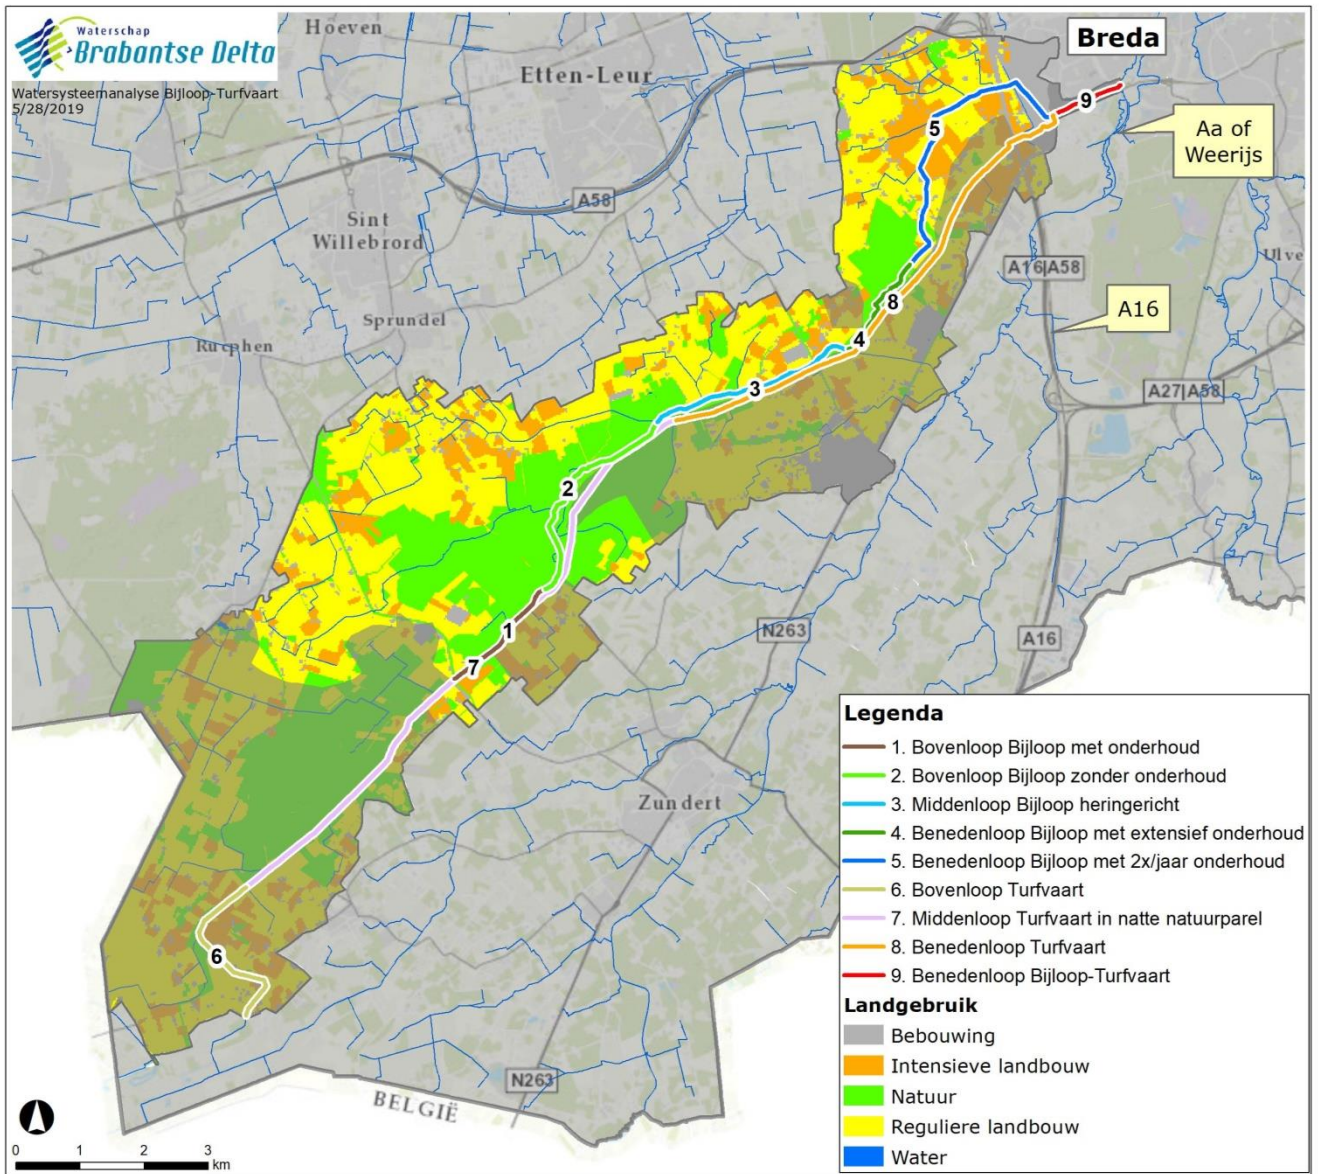 Waterschap
Brabantse Delta
Watersysteemanalyse Bijloop-Turfvaart
5/28/2019
Hoeven
Etten-Leur
Breda
9
Aa of
Weerijs
5
A58
Sint
Willebrord
Ulve
A16|A58
8
A16
Sprundel
Rucphen
4
3
A27|A58
2
1
N263
A16
7
Zundert
6
N263
BELGIË
0 1 2 3
km
Legenda
1. Bovenloop Bijloop met onderhoud
2. Bovenloop Bijloop zonder onderhoud
3. Middenloop Bijloop heringericht
4. Benedenloop Bijloop met extensief onderhoud
5. Benedenloop Bijloop met 2x/jaar onderhoud
6. Bovenloop Turfvaart
7. Middenloop Turfvaart in natte natuurparel
8. Benedenloop Turfvaart
9. Benedenloop Bijloop-Turfvaart
Landgebruik
Bebouwing
Intensieve landbouw
Natuur
Reguliere landbouw
Water